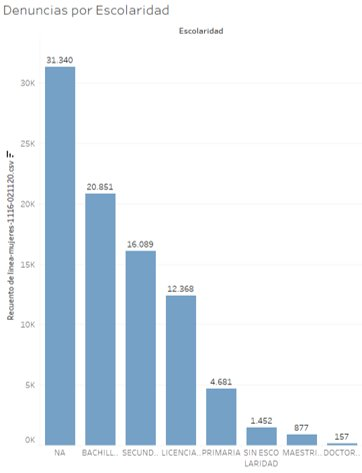 Denuncias por Escolaridad
Escolaridad
Recuento de linea-mujeres-1116-021120.csv
30K
25K
20K
15K
10K
5K
0K
31.340
20.851
16.089
12.368
4.681
1.452
877
157
NA
BACHILL..
SECUND..
LICENCIA..
PRIMARIA
SIN ESCO
LARIDAD
MAESTRI..
DOCTOR..